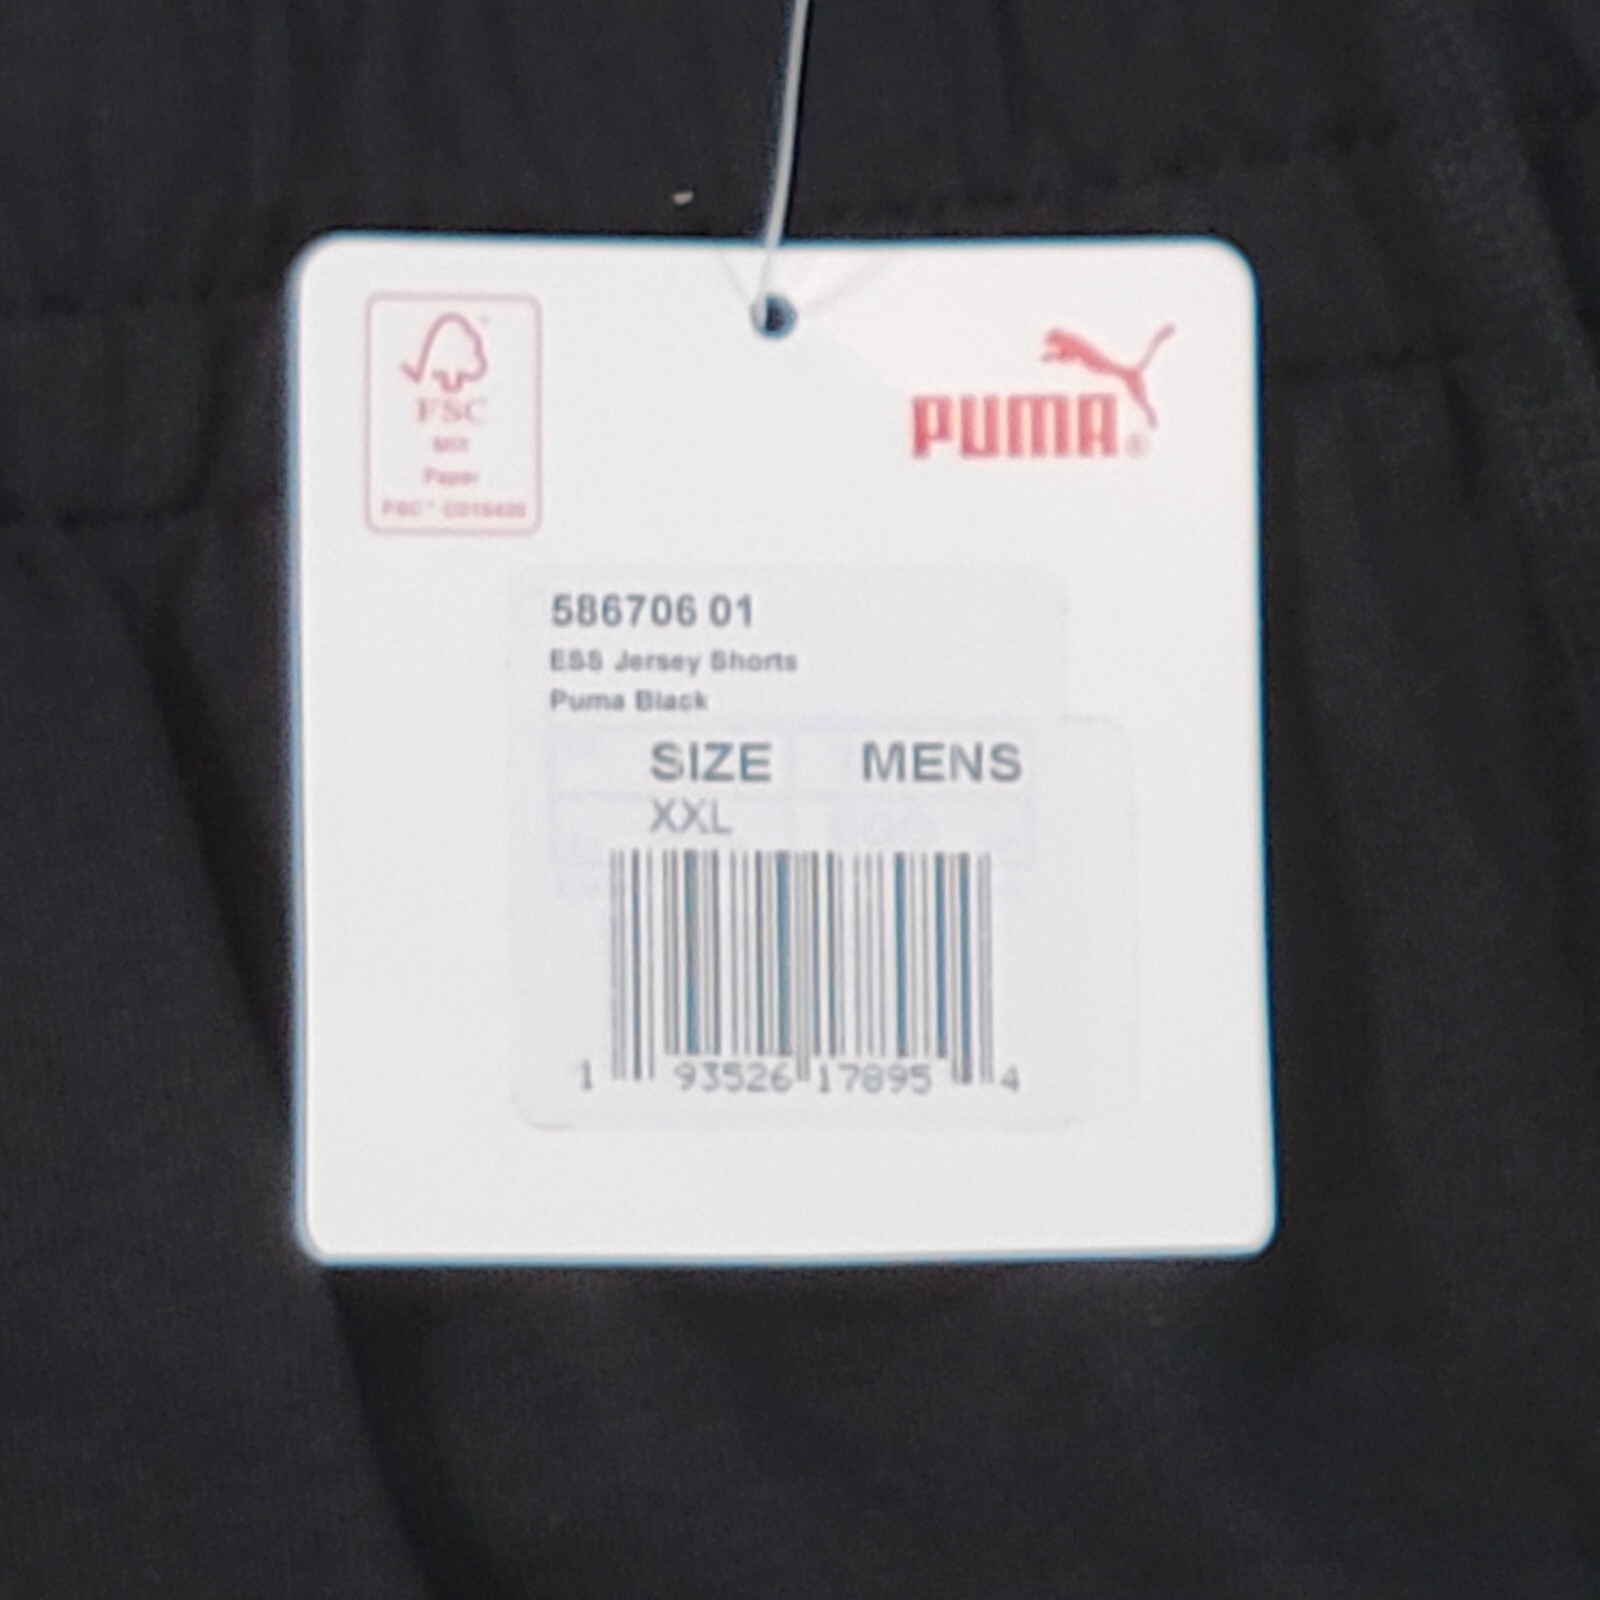 FSC
MIX
Paper
PUMA®
586706 01
ESS Jersey Shorts
Puma Black
SIZE MENS
XXL
1 93526 17895 4